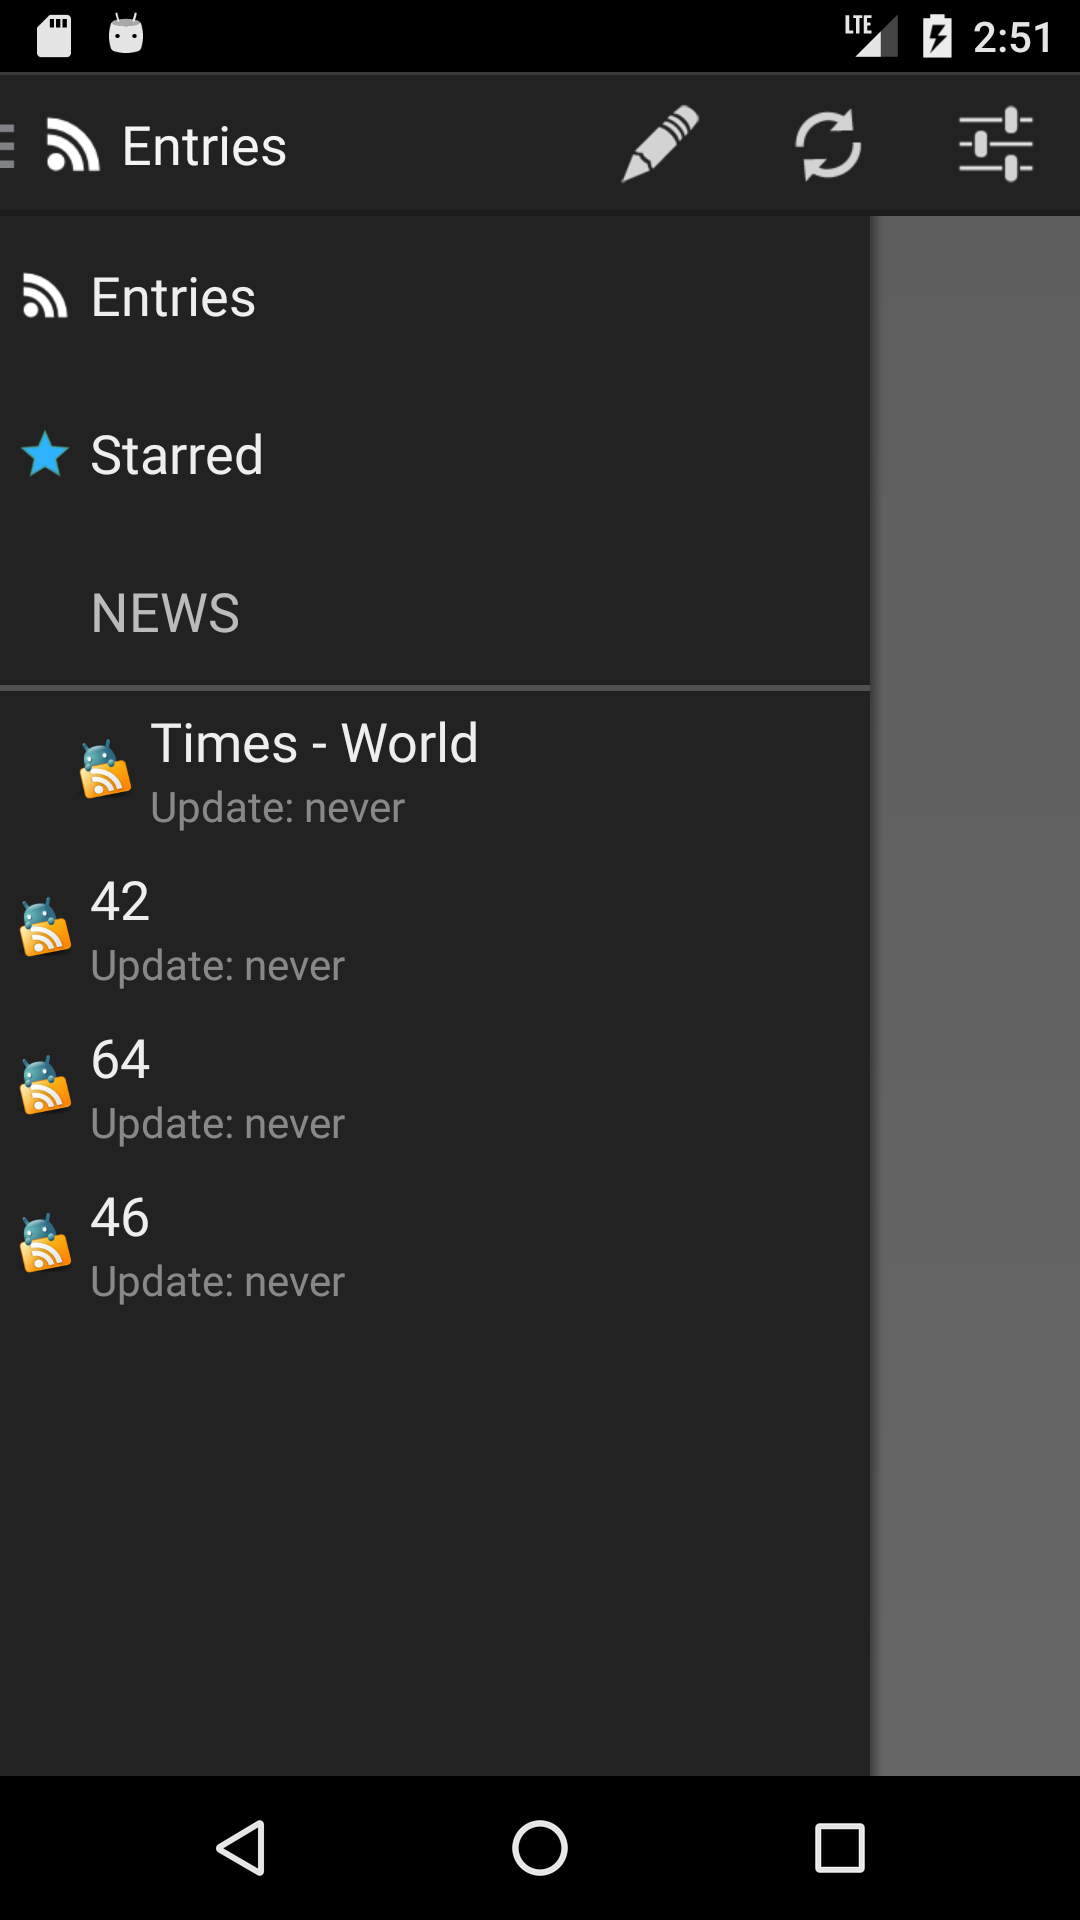 LTE 2:51
Entries
Entries
Starred
NEWS
Times - World
Update: never
42
Update: never
64
Update: never
46
Update: never